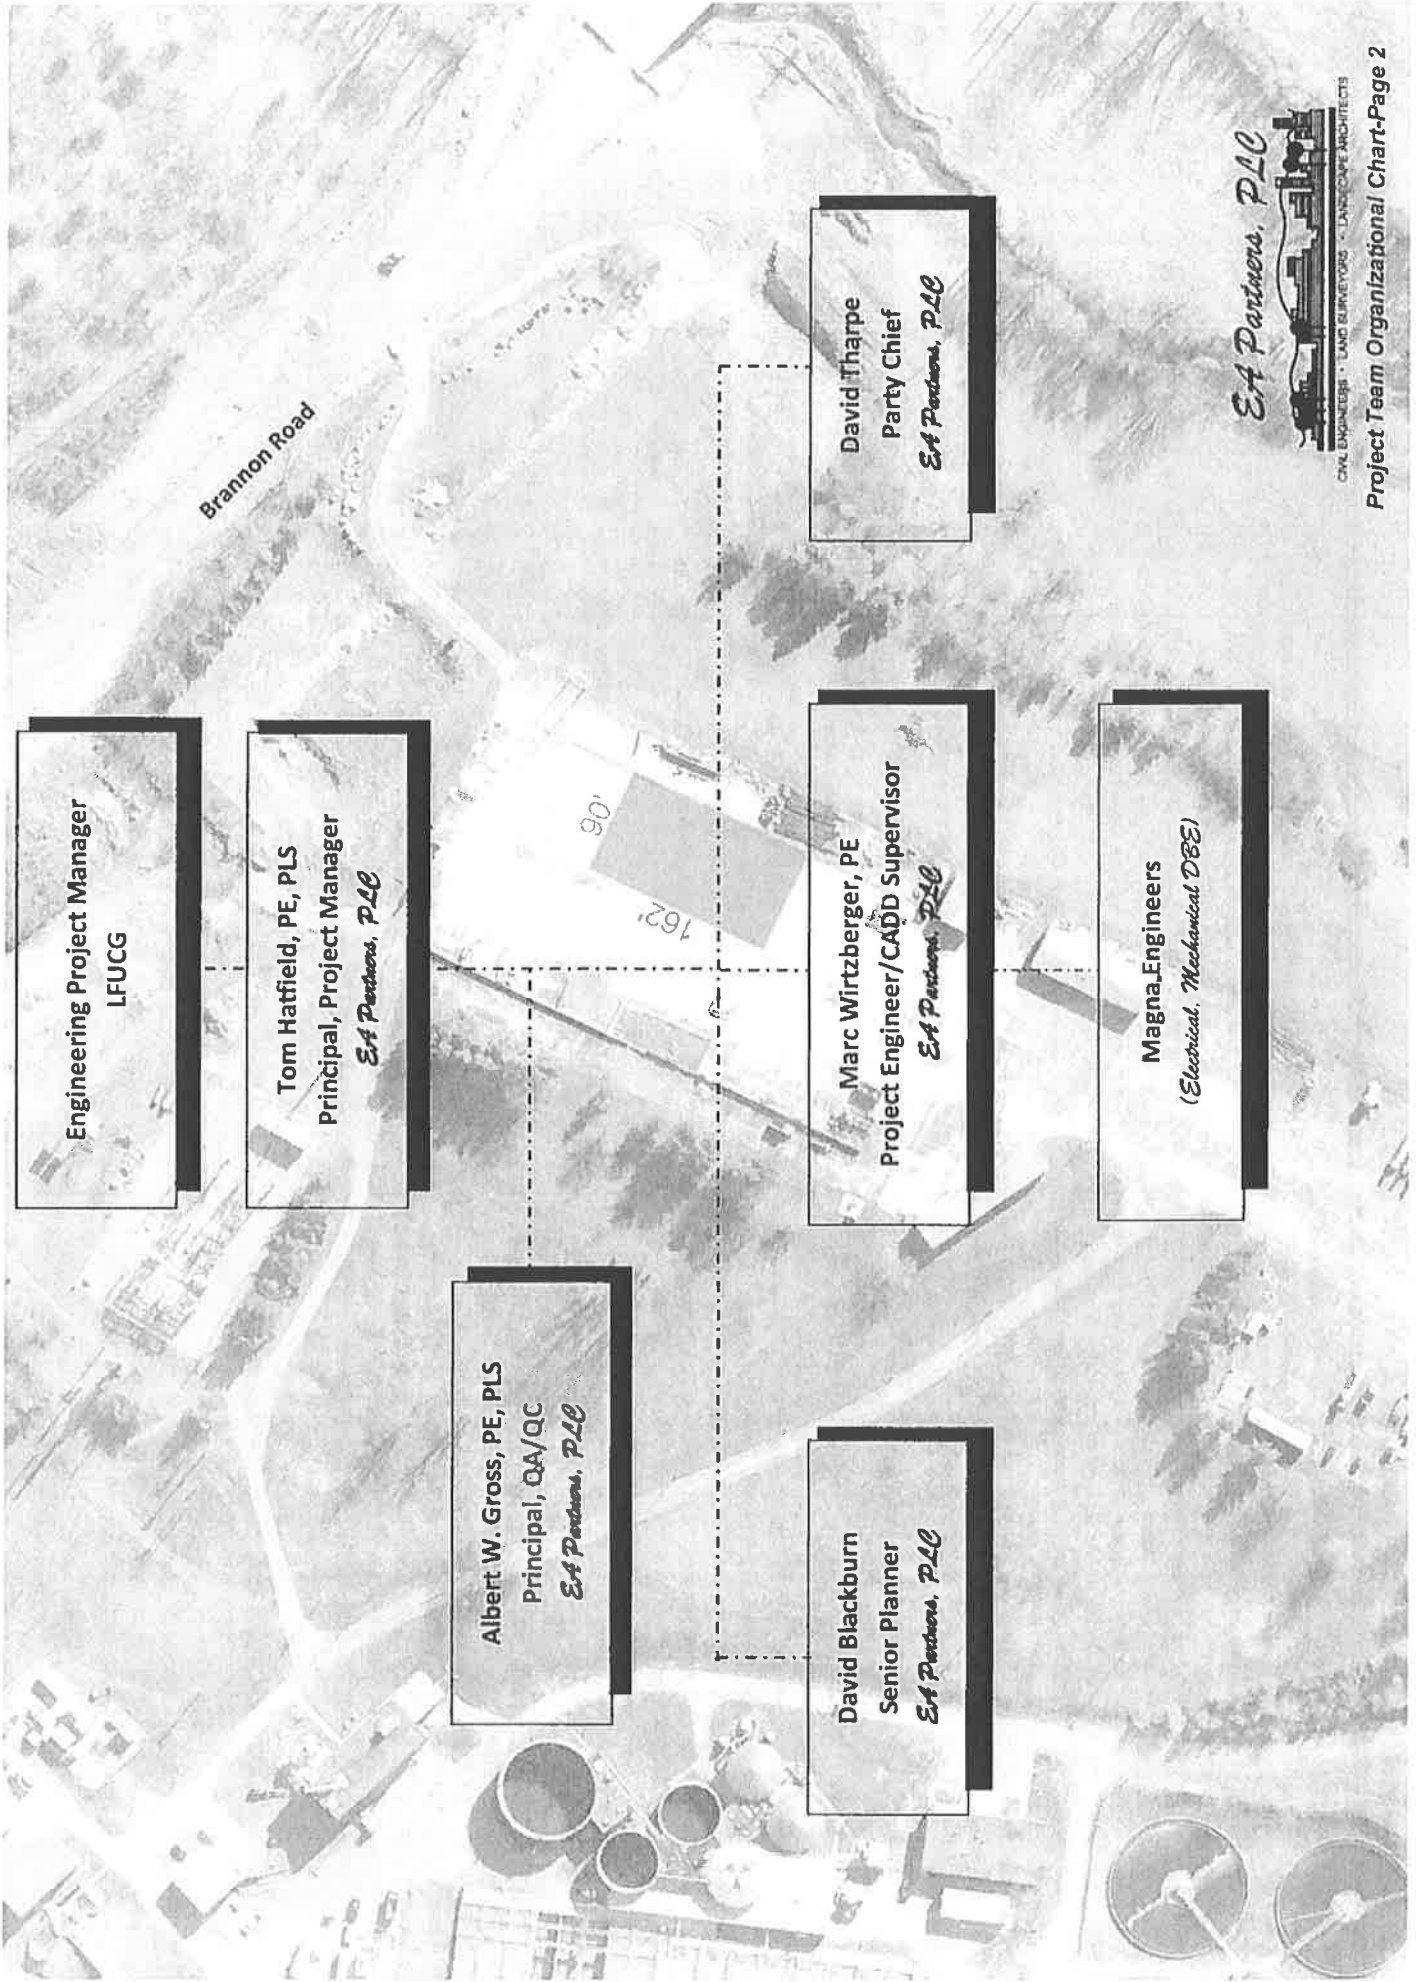 Engineering Project Manager
LFUCG
Tom Hatfield, PE, PLS
Principal, Project Manager
EA Partners, PLC
Albert W. Gross, PE, PLS
Principal, QA/QC
EA Partners, PLC
Brannon Road
90'
162'
David Blackburn
Senior Planner
EA Partners, PLC
Marc Wirtzberger, PE
Project Engineer/CADD Supervisor
EA Partners, PLC
David Tharpe
Party Chief
EA Partners, PLC
Magna Engineers
(Electrical, Mechanical DBE)
EA Partners, PLC
CIVIL ENGINEERS · LAND SURVEYORS · LANDSCAPE ARCHITECTS
Project Team Organizational Chart-Page 2